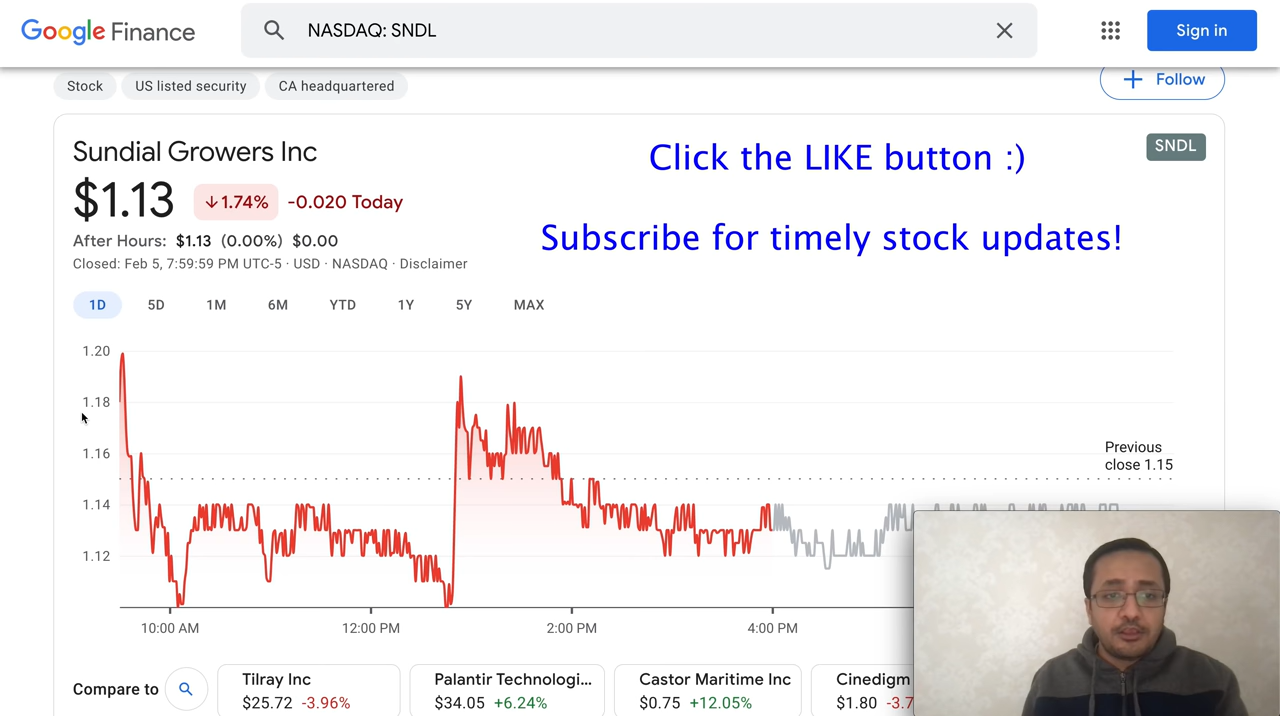 Google Finance
NASDAQ: SNDL
Sign in
Stock
US listed security
CA headquartered
Follow
Sundial Growers Inc
Click the LIKE button :)
SNDL
$1.13
↓1.74%
-0.020 Today
Subscribe for timely stock updates!
After Hours: $1.13 (0.00%) $0.00
Closed: Feb 5, 7:59:59 PM UTC-5 · USD · NASDAQ · Disclaimer
1D
5D
1M
6M
YTD
1Y
5Y
MAX
1.20
1.18
1.16
1.14
1.12
Previous
close 1.15
10:00 AM
12:00 PM
2:00 PM
4:00 PM
Compare to
Tilray Inc
$25.72 -3.96%
Palantir Technologi...
$34.05 +6.24%
Castor Maritime Inc
$0.75 +12.05%
Cinedigm
$1.80 -3.7